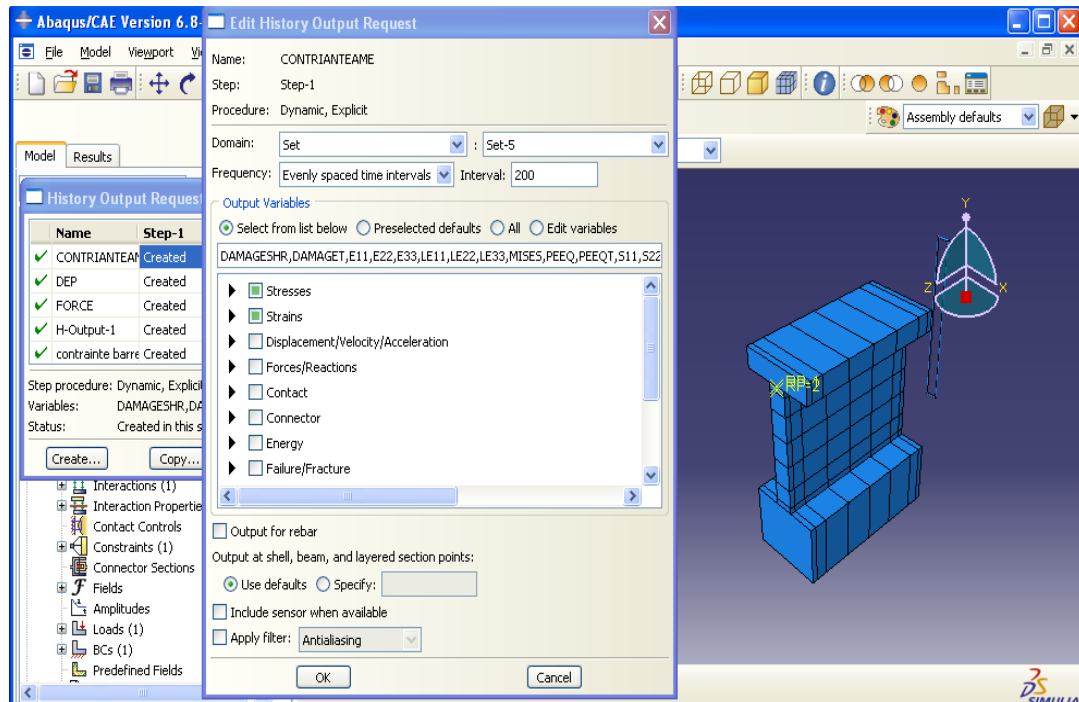 Abaqus/CAE Version 6.8-
File Model Viewport Vi
Model Results
Assembly defaults
History Output Request
Name Step-1
CONTRIANTEAM Created
DEP Created
FORCE Created
H-Output-1 Created
contrainte barre Created
Step procedure: Dynamic, Explicit
Variables: DAMAGESHR,DA
Status: Created in this s
Create... Copy...
Interactions (1)
Interaction Propertie
Contact Controls
Constraints (1)
Connector Sections
Fields
Amplitudes
Loads (1)
BCs (1)
Predefined Fields
Edit History Output Request
Name: CONTRIANTEAME
Step: Step-1
Procedure: Dynamic, Explicit
Domain: Set : Set-5
Frequency: Evenly spaced time intervals Interval: 200
Output Variables
Select from list below Preselected defaults All Edit variables
DAMAGESHR,DAMAGET,E11,E22,E33,LE11,LE22,LE33,MISES,PEEQ,PEEQT,S11,S22
Stresses
Strains
Displacement/Velocity/Acceleration
Forces/Reactions
Contact
Connector
Energy
Failure/Fracture
Output for rebar
Output at shell, beam, and layered section points:
Use defaults Specify:
Include sensor when available
Apply filter: Antialiasing
OK Cancel
Y
Z X
SIMULIA